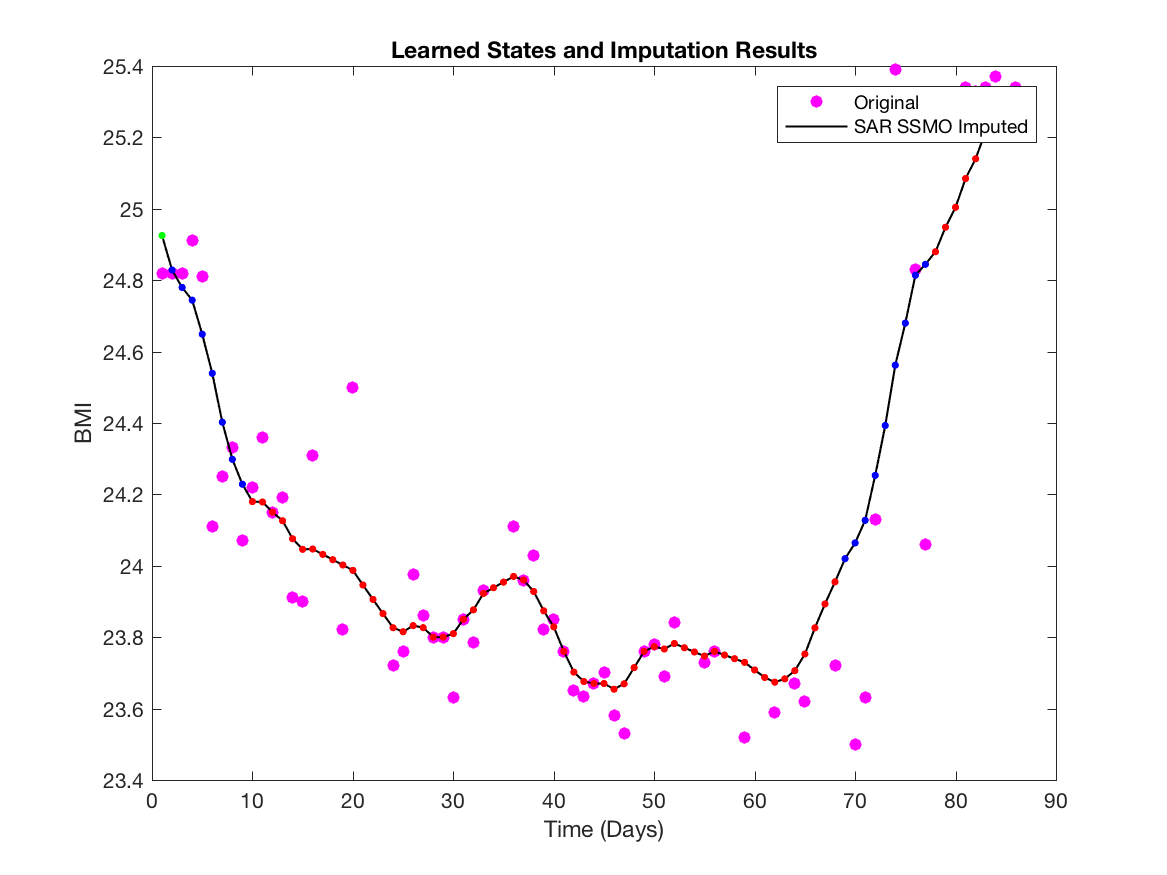 Learned States and Imputation Results
25.4
25.2
25
24.8
24.6
24.4
24.2
24
23.8
23.6
23.4
BMI
Original
SAR SSMO Imputed
0 10 20 30 40 50 60 70 80 90
Time (Days)